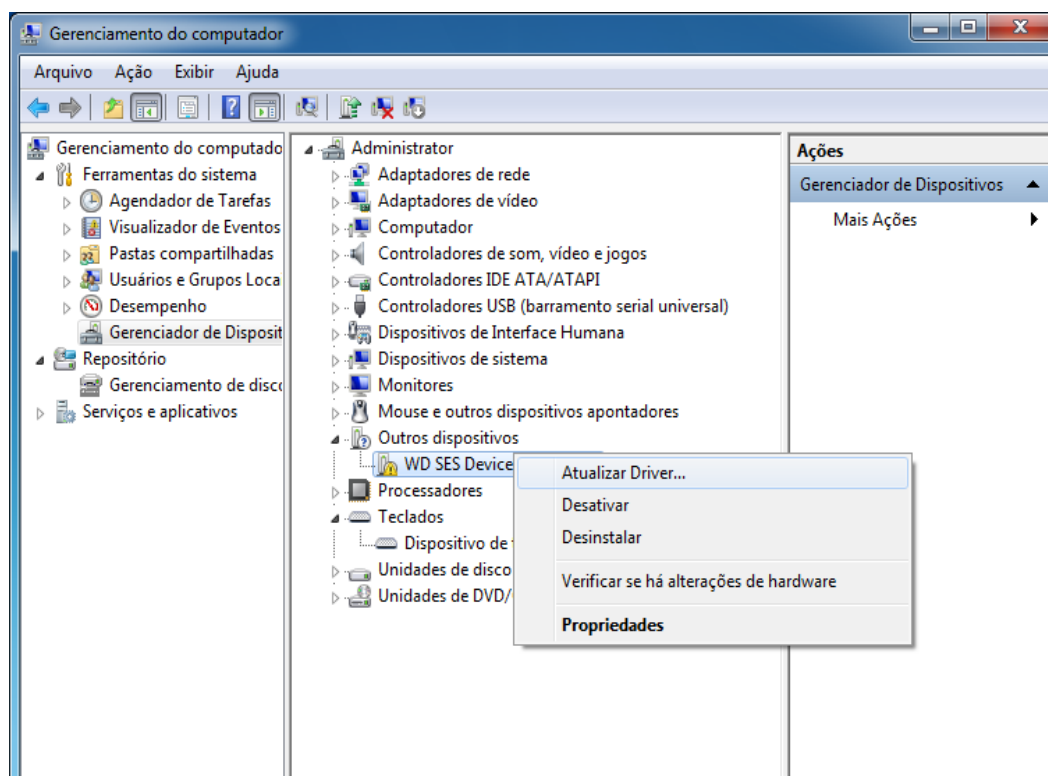 Gerenciamento do computador
Arquivo Ação Exibir Ajuda
Gerenciamento do computado
Ferramentas do sistema
Agendador de Tarefas
Visualizador de Eventos
Pastas compartilhadas
Usuários e Grupos Loca
Desempenho
Gerenciador de Disposit
Repositório
Gerenciamento de disc
Serviços e aplicativos
Administrator
Adaptadores de rede
Adaptadores de vídeo
Computador
Controladores de som, vídeo e jogos
Controladores IDE ATA/ATAPI
Controladores USB (barramento serial universal)
Dispositivos de Interface Humana
Dispositivos de sistema
Monitores
Mouse e outros dispositivos apontadores
Outros dispositivos
WD SES Device
Processadores
Teclados
Dispositivo de
Unidades de disco
Unidades de DVD/
Atualizar Driver...
Desativar
Desinstalar
Verificar se há alterações de hardware
Propriedades
Ações
Gerenciador de Dispositivos
Mais Ações